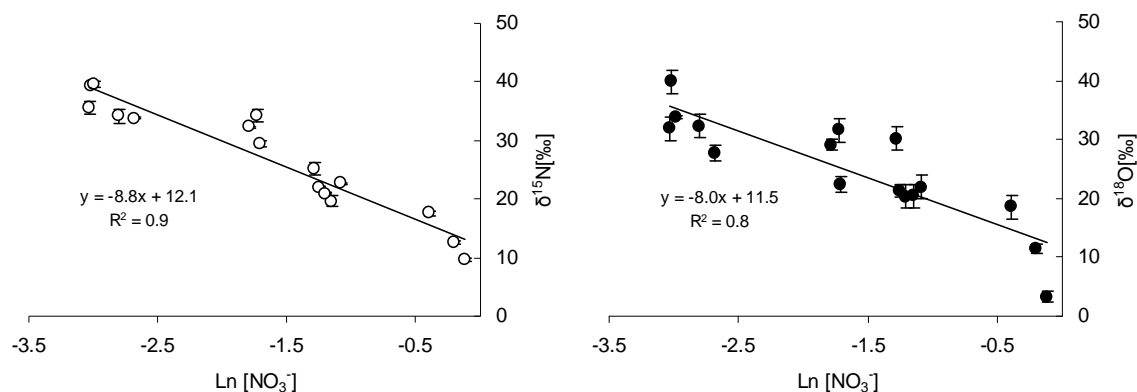 50
40
30
20
10
0
δ¹⁵N[‰]
y = -8.8x + 12.1
R² = 0.9
-3.5
-2.5
-1.5
-0.5
Ln [NO₃⁻]
50
40
30
20
10
0
δ¹⁸O[‰]
y = -8.0x + 11.5
R² = 0.8
-3.5
-2.5
-1.5
-0.5
Ln [NO₃⁻]